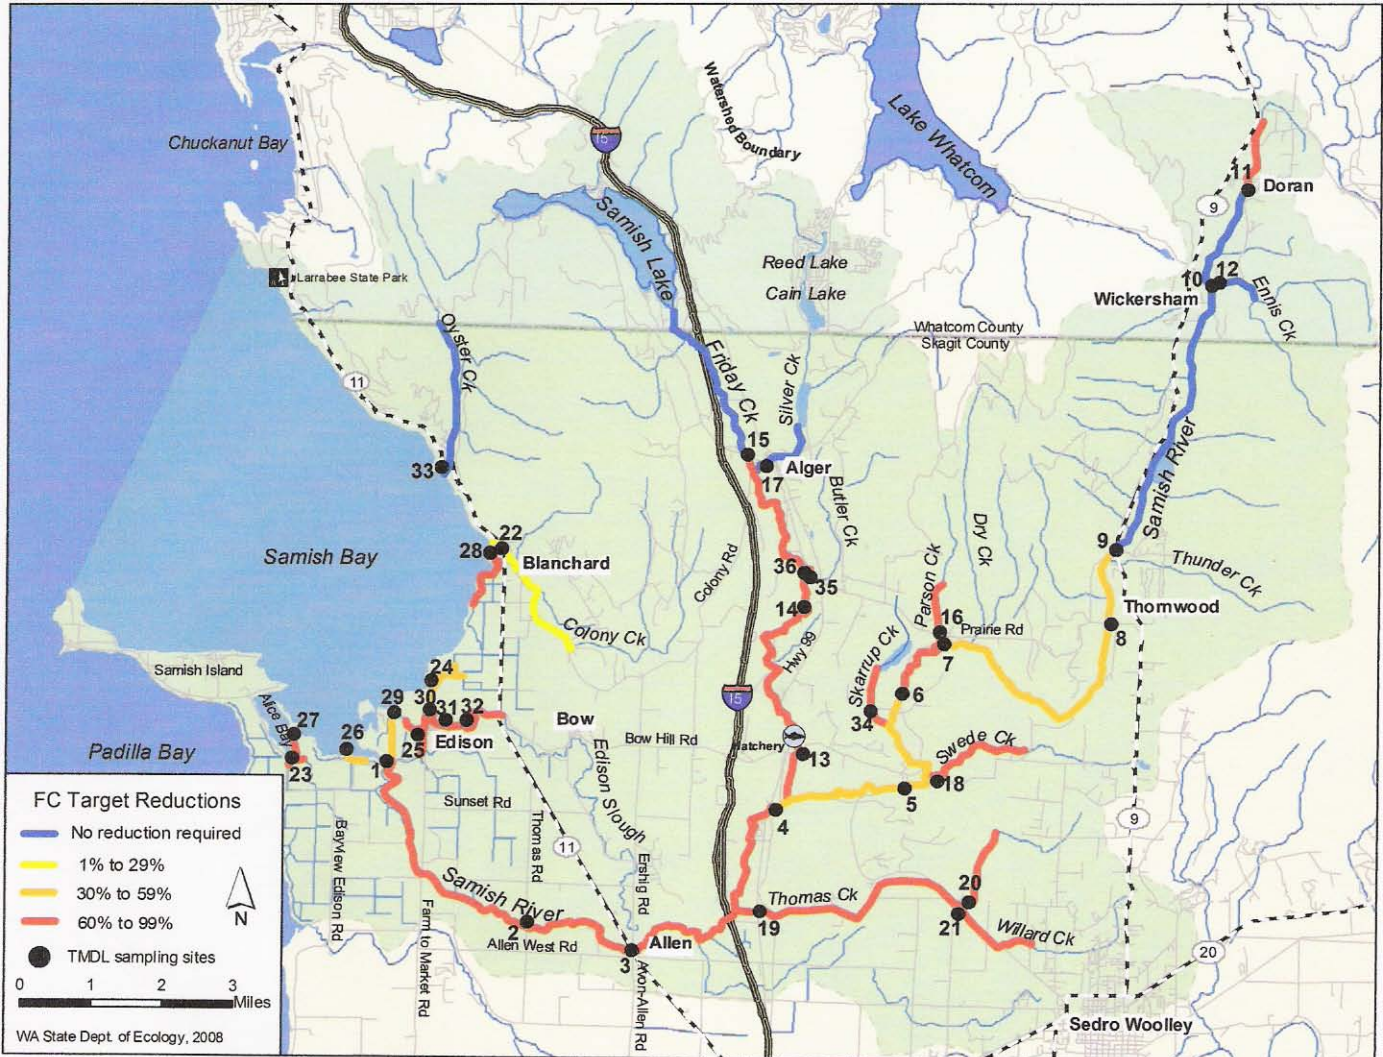 Chuckanut Bay
Watershed Boundary
Lake Whatcom
15
11
Doran
9
Samish Lake
Reed Lake
Cain Lake
Larrabee State Park
10
12
Wickersham
Ennis Ck
Whatcom County
Skagit County
Oyster Ck
11
Friday Ck
Silver Ck
15
Alger
17
33
Butler Ck
Samish River
Samish Bay
28
22
Blanchard
Colony Rd
Dry Ck
Parson Ck
9
Thunder Ck
36
35
14
Hwy 99
Thornwood
8
Colony Ck
16
Prairie Rd
7
Skarrup Ck
6
34
Samish Island
24
29
30
31
32
Alice Bay
27
26
25
Edison
Bow
Bow Hill Rd
15
Hatchery
13
Swede Ck
18
5
Padilla Bay
23
1
Edison Slough
4
9
Sunset Rd
Bayview Edison Rd
Thomas Rd
11
Ershig Rd
Samish River
Farm to Market Rd
2
Allen West Rd
3
Allen
Avon-Allen Rd
Thomas Ck
19
20
21
Willard Ck
20
Sedro Woolley
FC Target Reductions
No reduction required
1% to 29%
30% to 59%
60% to 99%
N
TMDL sampling sites
0 1 2 3
Miles
WA State Dept. of Ecology, 2008